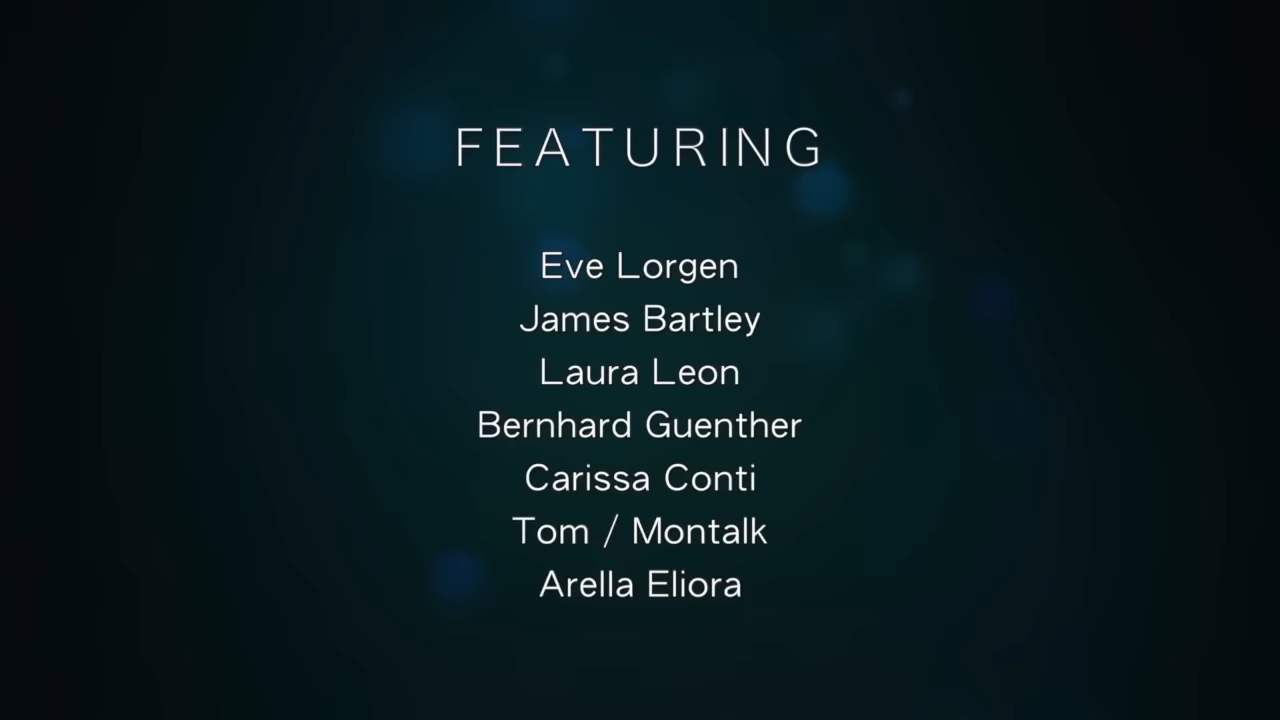 FEATURING
Eve Lorgen
James Bartley
Laura Leon
Bernhard Guenther
Carissa Conti
Tom / Montalk
Arella Eliora